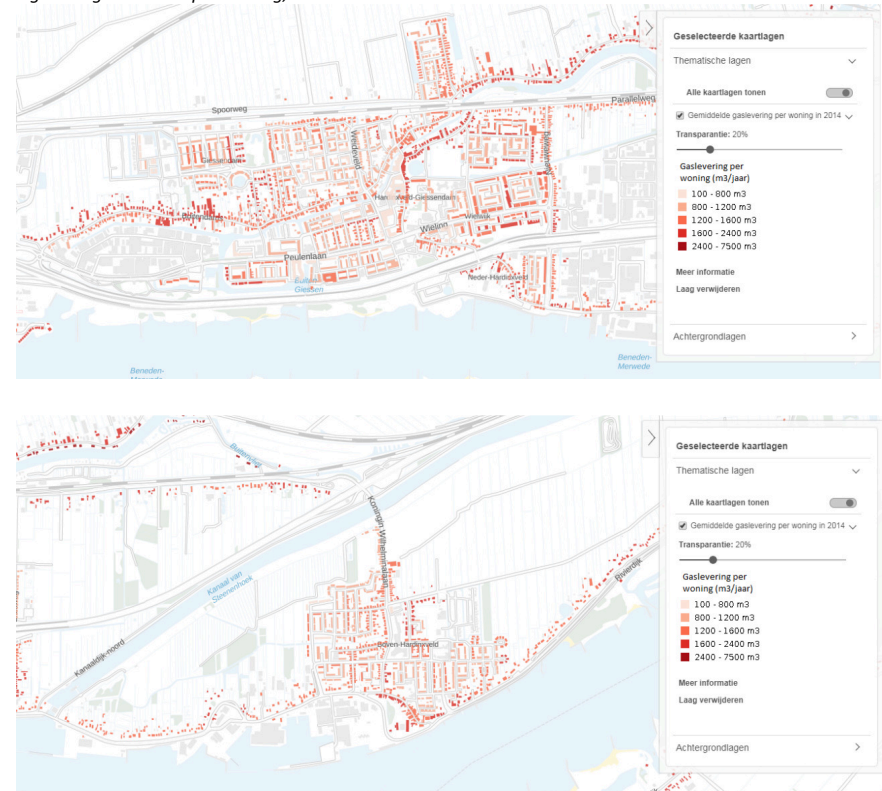 Spoorweg
Parallelweg
Giessendam
Weideveld
Peulenlaan
Wielinn
Wielwijk
Neder-Hardinxveld
Giessen
Beneden-
Merwede
Beneden-
Merwede
Geselecteerde kaartlagen
Thematische lagen
Alle kaartlagen tonen
Gemiddelde gaslevering per woning in 2014
Transparantie: 20%
Gaslevering per
woning (m3/jaar)
100 - 800 m3
800 - 1200 m3
1200 - 1600 m3
1600 - 2400 m3
2400 - 7500 m3
Meer informatie
Laag verwijderen
Achtergrondlagen
Koningin Wilhelminalaan
Kanaal van
Steenenhoek
Kanaaldijk-noord
Boven-Hardinxveld
Rivierdijk
Geselecteerde kaartlagen
Thematische lagen
Alle kaartlagen tonen
Gemiddelde gaslevering per woning in 2014
Transparantie: 20%
Gaslevering per
woning (m3/jaar)
100 - 800 m3
800 - 1200 m3
1200 - 1600 m3
1600 - 2400 m3
2400 - 7500 m3
Meer informatie
Laag verwijderen
Achtergrondlagen